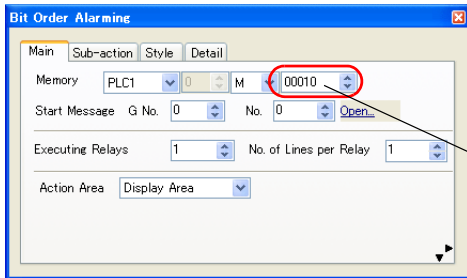 Bit Order Alarming
Main Sub-action Style Detail
Memory PLC1 0 M 00010
Start Message G No. 0 No. 0 Open...
Executing Relays 1 No. of Lines per Relay 1
Action Area Display Area